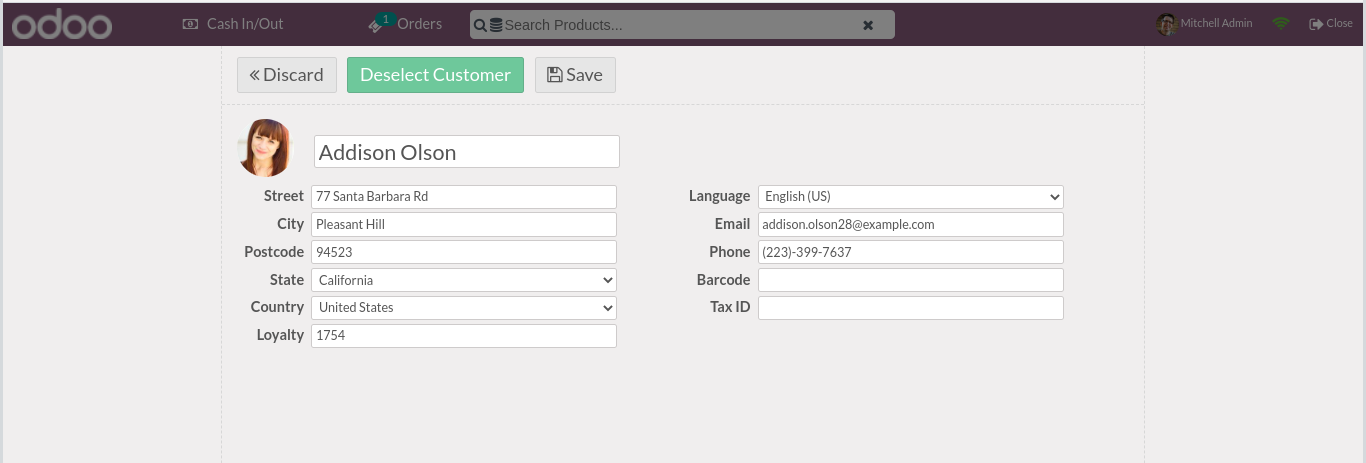 odoo Cash In/Out 1 Orders Search Products... Mitchell Admin Close
Discard Deselect Customer Save
Addison Olson
Street 77 Santa Barbara Rd Language English (US)
City Pleasant Hill Email addison.olson28@example.com
Postcode 94523 Phone (223)-399-7637
State California Barcode
Country United States Tax ID
Loyalty 1754